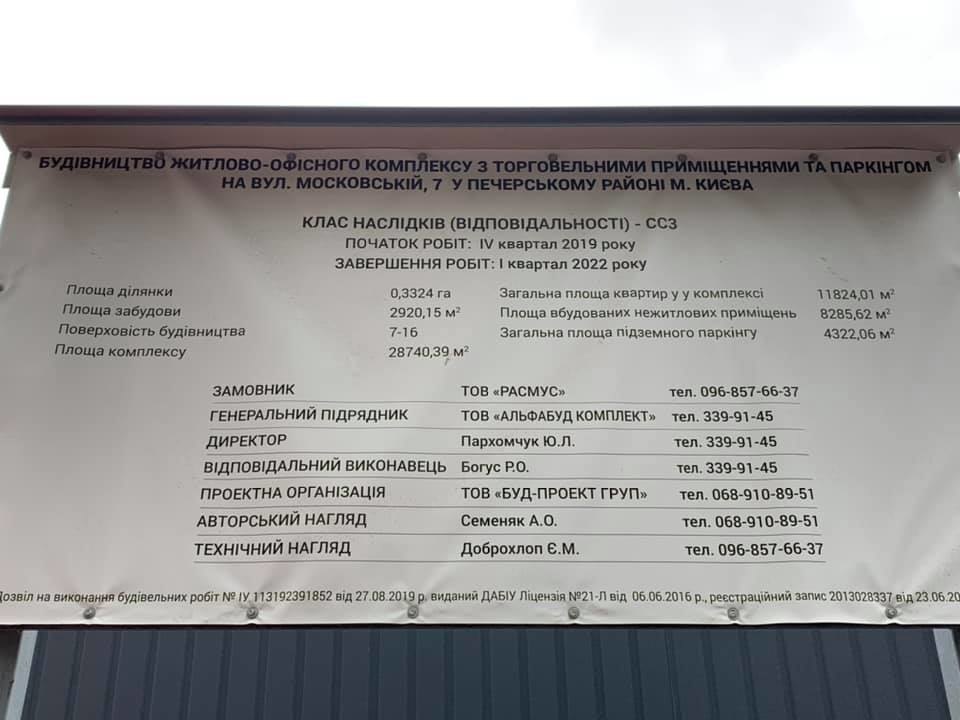 БУДІВНИЦТВО ЖИТЛОВО-ОФІСНОГО КОМПЛЕКСУ З ТОРГОВЕЛЬНИМИ ПРИМІЩЕННЯМИ ТА ПАРКІНГОМ
НА ВУЛ. МОСКОВСЬКІЙ, 7 У ПЕЧЕРСЬКОМУ РАЙОНІ М. КИЄВА
КЛАС НАСЛІДКІВ (ВІДПОВІДАЛЬНОСТІ) - СС3
ПОЧАТОК РОБІТ: IV квартал 2019 року
ЗАВЕРШЕННЯ РОБІТ: I квартал 2022 року
Площа ділянки 0,3324 га Загальна площа квартир у у комплексі 11824,01 м²
Площа забудови 2920,15 м² Площа вбудованих нежитлових приміщень 8285,62 м²
Поверховість будівництва 7-16 Загальна площа підземного паркінгу 4322,06 м²
Площа комплексу 28740,39 м²
ЗАМОВНИК ТОВ «РАСМУС» тел. 096-857-66-37
ГЕНЕРАЛЬНИЙ ПІДРЯДНИК ТОВ «АЛЬФАБУД КОМПЛЕКТ» тел. 339-91-45
ДИРЕКТОР Пархомчук Ю.Л. тел. 339-91-45
ВІДПОВІДАЛЬНИЙ ВИКОНАВЕЦЬ Богус Р.О. тел. 339-91-45
ПРОЕКТНА ОРГАНІЗАЦІЯ ТОВ «БУД-ПРОЕКТ ГРУП» тел. 068-910-89-51
АВТОРСЬКИЙ НАГЛЯД Семеняк А.О. тел. 068-910-89-51
ТЕХНІЧНИЙ НАГЛЯД Доброхлоп Є.М. тел. 096-857-66-37
Дозвіл на виконання будівельних робіт № ІУ 113192391852 від 27.08.2019 р. виданий ДАБІУ Ліцензія №21-Л від 06.06.2016 р., реєстраційний запис 2013028337 від 23.06.20